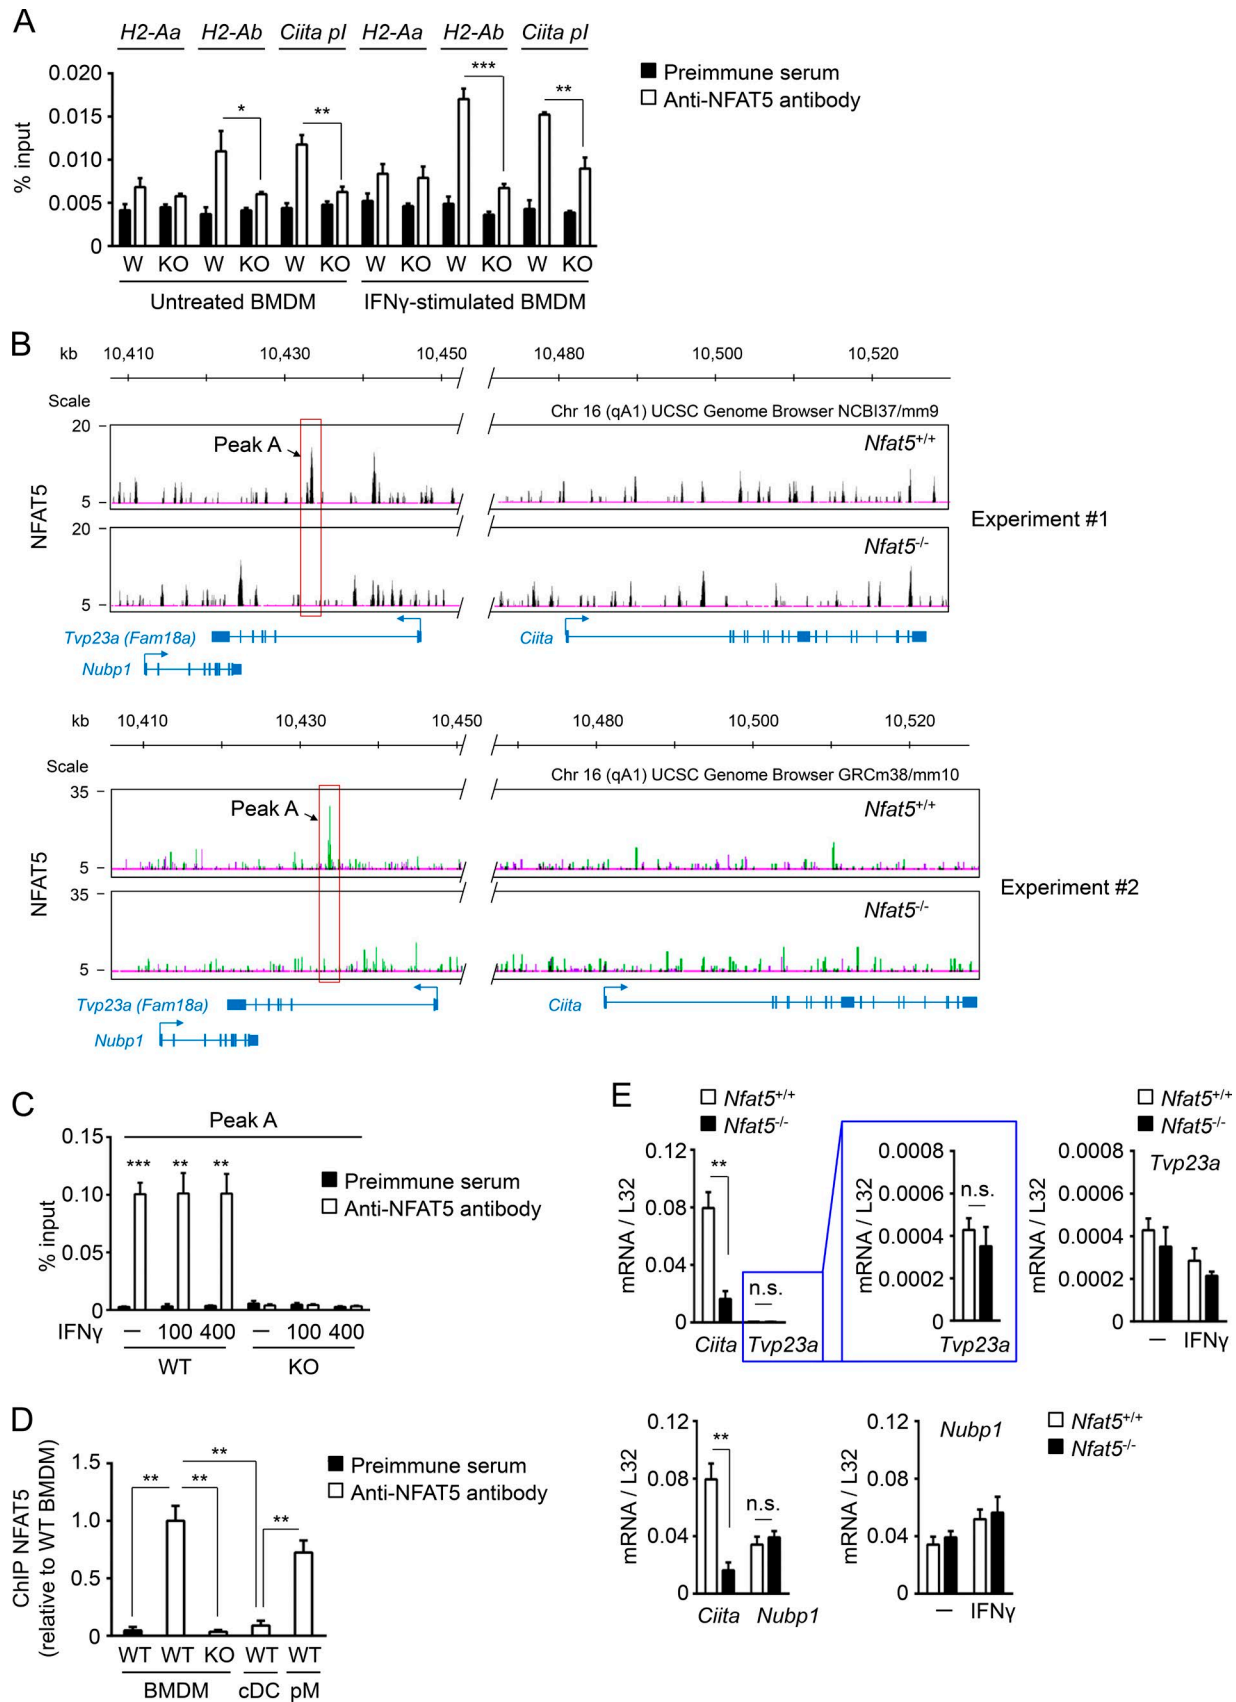 A
H2-Aa H2-Ab Ciita pI H2-Aa H2-Ab Ciita pI
0.020
0.015
0.010
0.005
0
% input
* ** *** **
Preimmune serum
Anti-NFAT5 antibody
W KO W KO W KO W KO W KO W KO
Untreated BMDM IFNγ-stimulated BMDM
B
kb 10,410 10,430 10,450 10,480 10,500 10,520
Scale
Chr 16 (qA1) UCSC Genome Browser NCBI37/mm9
20
Peak A
Nfat5+/+
5
NFAT5
Experiment #1
20
Nfat5-/-
5
Tvp23a (Fam18a) Ciita
Nubp1
kb 10,410 10,430 10,450 10,480 10,500 10,520
Scale
Chr 16 (qA1) UCSC Genome Browser GRCm38/mm10
35
Peak A
Nfat5+/+
5
NFAT5
Experiment #2
35
Nfat5-/-
5
Tvp23a (Fam18a) Ciita
Nubp1
C
Peak A
0.15
0.10
0.05
0
% input
*** ** **
Preimmune serum
Anti-NFAT5 antibody
IFNγ — 100 400 — 100 400
WT KO
D
ChIP NFAT5
(relative to WT BMDM)
1.5
1.0
0.5
0
** ** ** **
Preimmune serum
Anti-NFAT5 antibody
WT WT KO WT WT
BMDM cDC pM
E
Nfat5+/+
Nfat5-/-
mRNA / L32
0.12
0.08
0.04
0
**
n.s.
Ciita Tvp23a
mRNA / L32
0.0008
0.0006
0.0004
0.0002
0
n.s.
Tvp23a
Nfat5+/+
Nfat5-/-
Tvp23a
mRNA / L32
0.0008
0.0006
0.0004
0.0002
0
— IFNγ
mRNA / L32
0.12
0.08
0.04
0
**
n.s.
Ciita Nubp1
mRNA / L32
0.12
0.08
0.04
0
Nubp1
Nfat5+/+
Nfat5-/-
— IFNγ